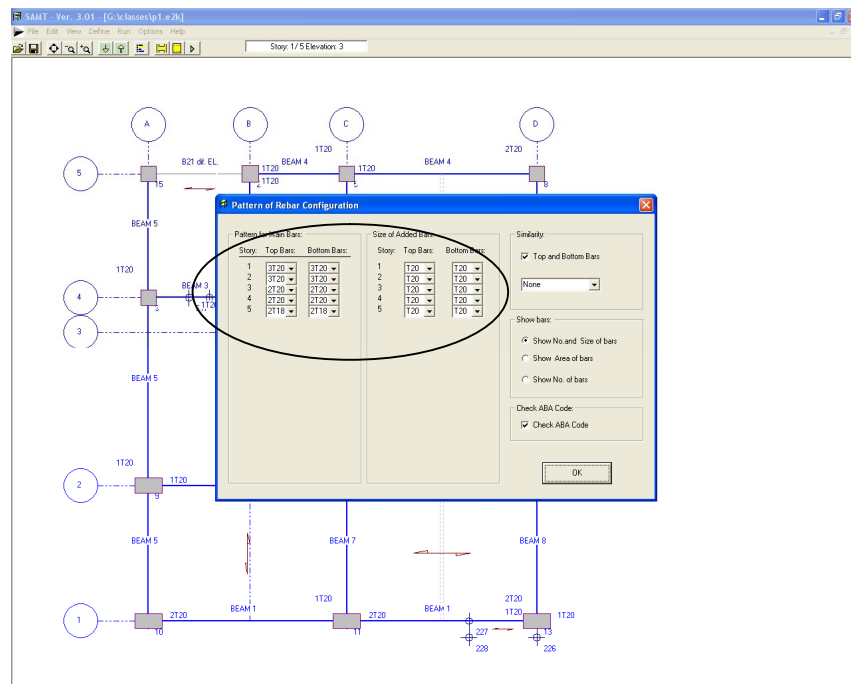 SAMT - Ver. 3.01 - [G:\classes\p1.e2k]
File Edit View Define Run Options Help
Story: 1/5 Elevation: 3
A B C D
1T20 2T20
5 B21 dif. EL. 1T20 BEAM 4 1T20 BEAM 4
15 2 1T20 8
Pattern of Rebar Configuration
Pattern for Main Bars:
Story: Top Bars: Bottom Bars:
1 3T20 3T20
2 3T20 3T20
3 2T20 2T20
4 2T20 2T20
5 2T18 2T18
Size of Added Bars:
Story: Top Bars: Bottom Bars:
1 T20 T20
2 T20 T20
3 T20 T20
4 T20 T20
5 T20 T20
Similarity:
Top and Bottom Bars
None
Show bars:
Show No.and Size of bars
Show Area of bars
Show No. of bars
Check ABA Code:
Check ABA Code
OK
BEAM 5
1T20
4 BEAM 3
3
BEAM 5
1T20
2 1T20
9
BEAM 5 BEAM 7 BEAM 8
1T20 2T20
1 2T20 BEAM 1 2T20 BEAM 1 1T20 1T20
10 11 227 13
228 226